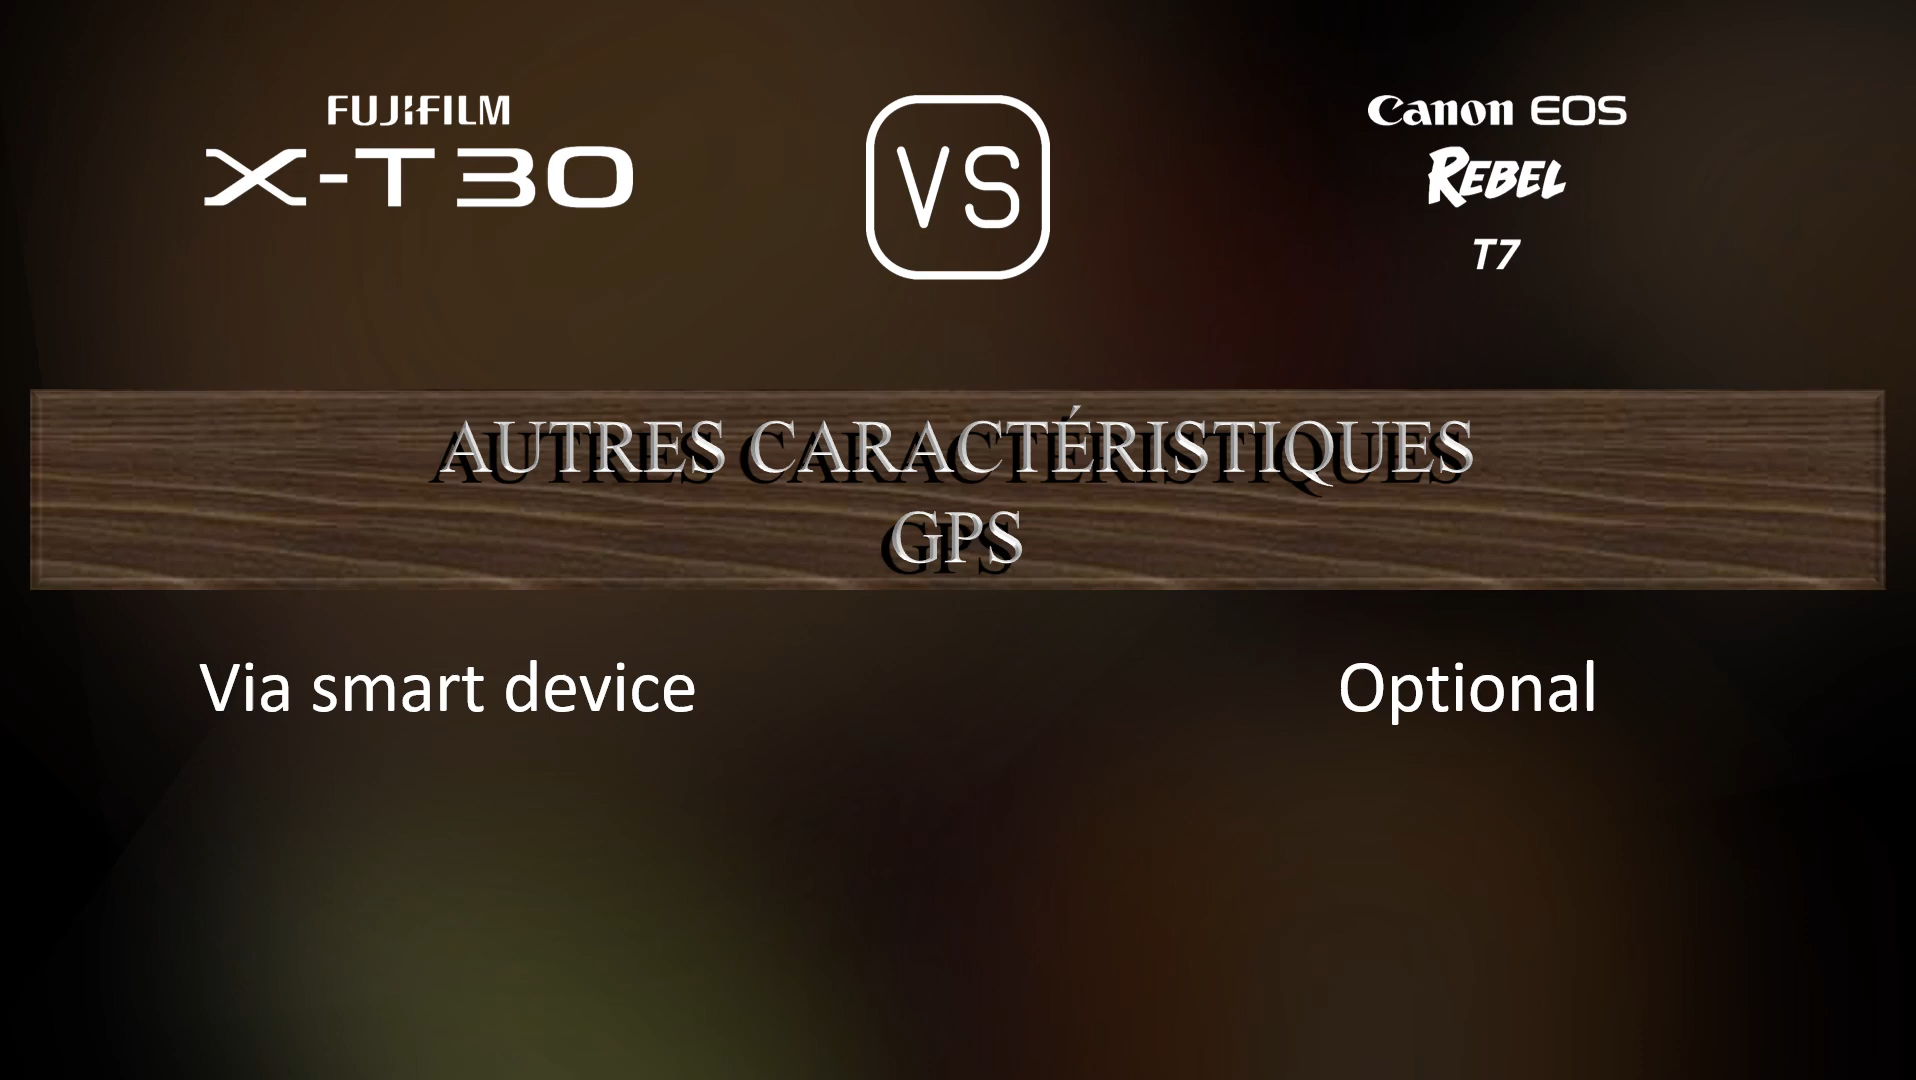 FUJIFILM
X-T30
VS
Canon EOS
REBEL
T7
AUTRES CARACTÉRISTIQUES
GPS
Via smart device
Optional